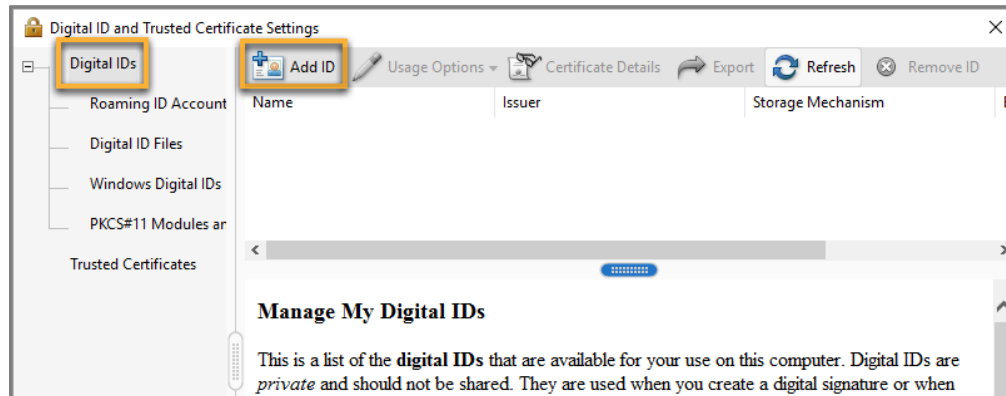 Digital ID and Trusted Certificate Settings
Digital IDs
Add ID Usage Options Certificate Details Export Refresh Remove ID
Name Issuer Storage Mechanism
Roaming ID Account
Digital ID Files
Windows Digital IDs
PKCS#11 Modules an
Trusted Certificates
Manage My Digital IDs
This is a list of the digital IDs that are available for your use on this computer. Digital IDs are
private and should not be shared. They are used when you create a digital signature or when